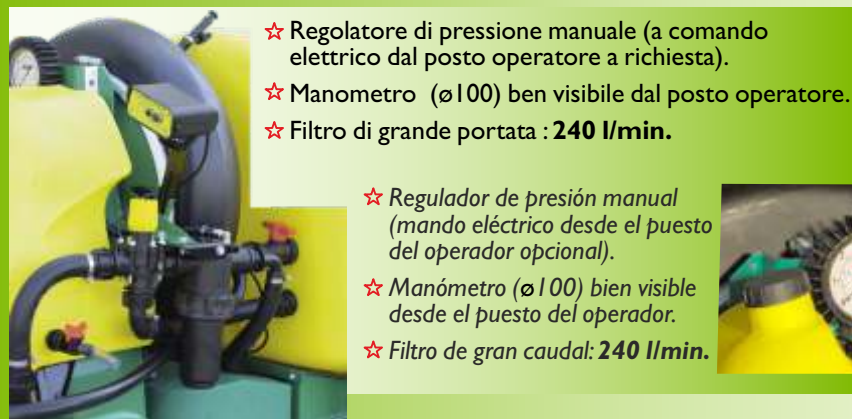 ☆ Regolatore di pressione manuale (a comando
elettrico dal posto operatore a richiesta).
☆ Manometro (ø100) ben visibile dal posto operatore.
☆ Filtro di grande portata : 240 l/min.
☆ Regulador de presión manual
(mando eléctrico desde el puesto
del operador opcional).
☆ Manómetro (ø100) bien visible
desde el puesto del operador.
☆ Filtro de gran caudal: 240 l/min.